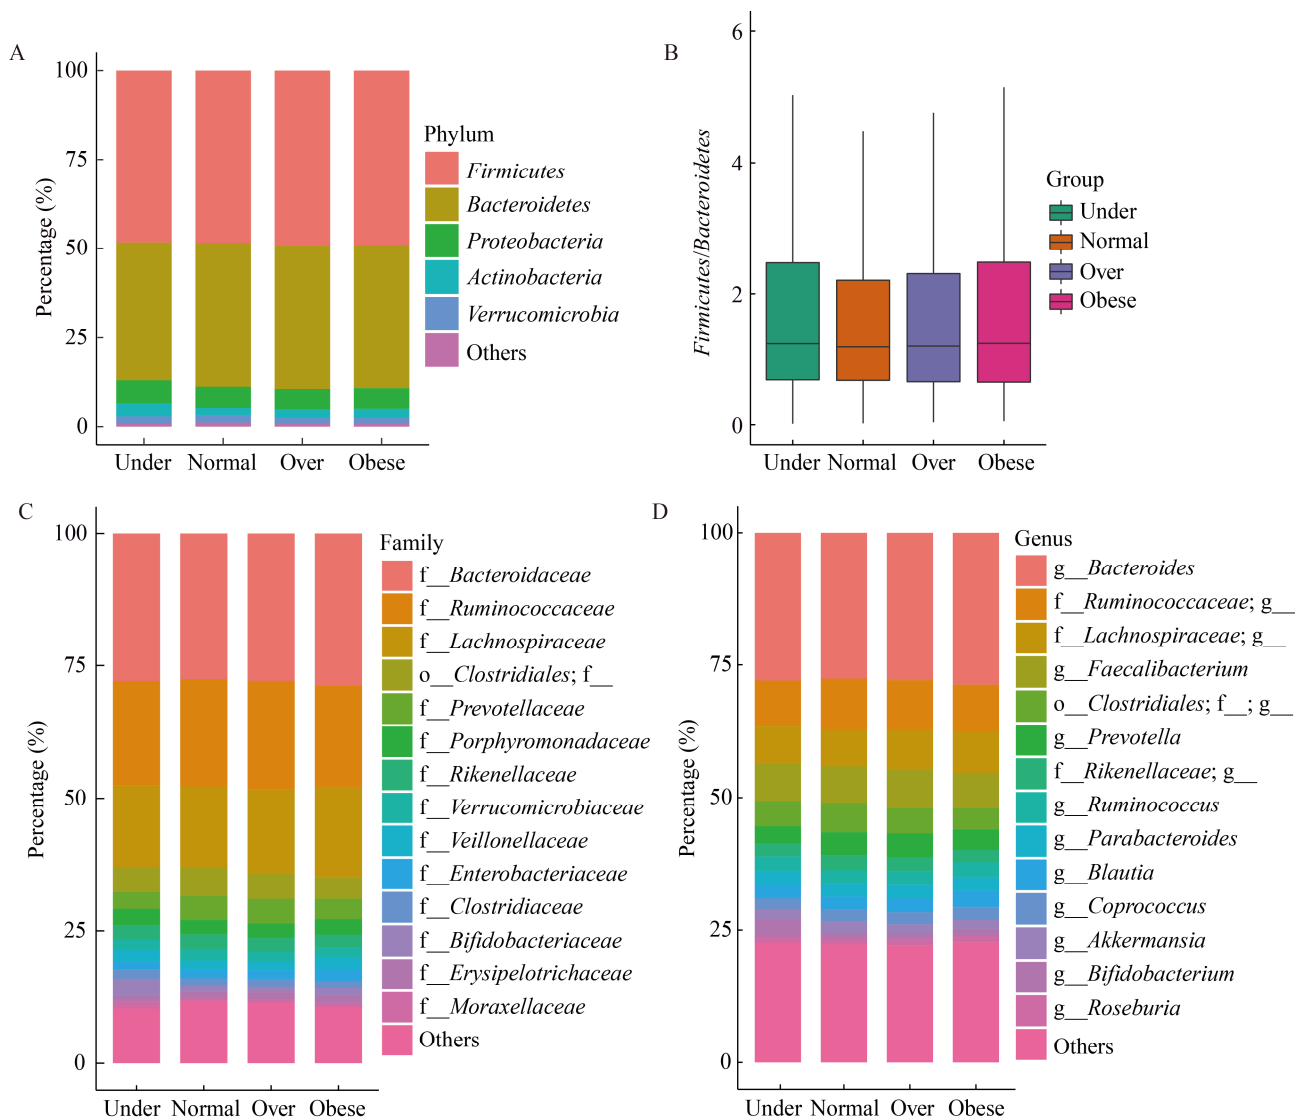 A
Percentage (%)
100
75
50
25
0
Under Normal Over Obese
Phylum
Firmicutes
Bacteroidetes
Proteobacteria
Actinobacteria
Verrucomicrobia
Others
B
Firmicutes/Bacteroidetes
6
4
2
0
Under Normal Over Obese
Group
Under
Normal
Over
Obese
C
Percentage (%)
100
75
50
25
0
Under Normal Over Obese
Family
f__Bacteroidaceae
f__Ruminococcaceae
f__Lachnospiraceae
o__Clostridiales; f__
f__Prevotellaceae
f__Porphyromonadaceae
f__Rikenellaceae
f__Verrucomicrobiaceae
f__Veillonellaceae
f__Enterobacteriaceae
f__Clostridiaceae
f__Bifidobacteriaceae
f__Erysipelotrichaceae
f__Moraxellaceae
Others
D
Percentage (%)
100
75
50
25
0
Under Normal Over Obese
Genus
g__Bacteroides
f__Ruminococcaceae; g__
f__Lachnospiraceae; g__
g__Faecalibacterium
o__Clostridiales; f__; g__
g__Prevotella
f__Rikenellaceae; g__
g__Ruminococcus
g__Parabacteroides
g__Blautia
g__Coprococcus
g__Akkermansia
g__Bifidobacterium
g__Roseburia
Others